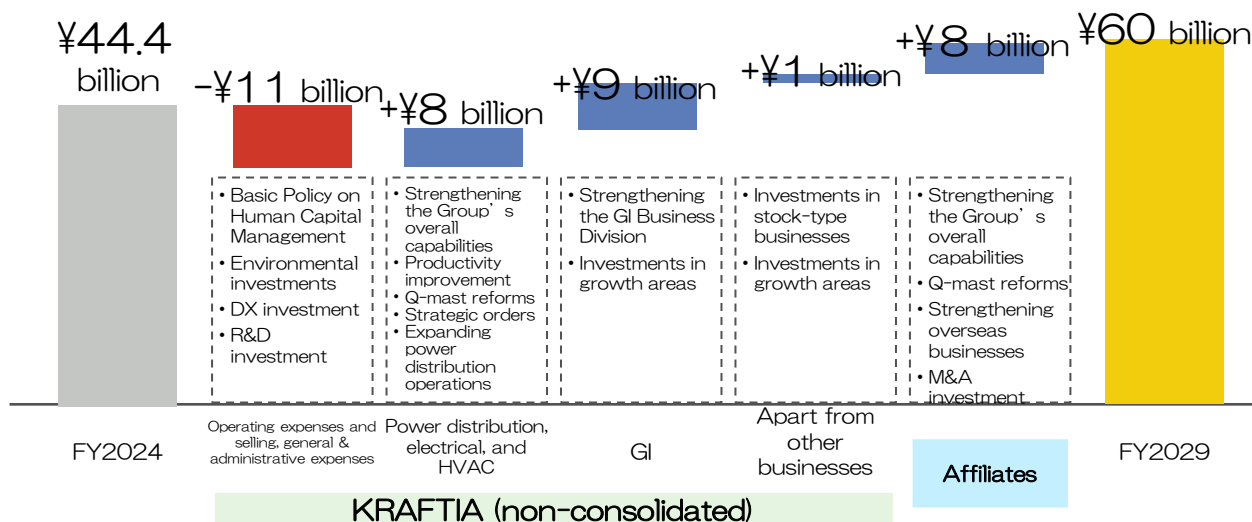 ¥44.4
billion
-¥11 billion
+¥8 billion
+¥9 billion
+¥1 billion
+¥8 billion
¥60 billion
• Basic Policy on
Human Capital
Management
• Environmental
investments
• DX investment
• R&D
investment
• Strengthening
the Group’s
overall
capabilities
• Productivity
improvement
• Q-mast reforms
• Strategic orders
• Expanding
power
distribution
operations
• Strengthening
the GI Business
Division
• Investments in
growth areas
• Investments in
stock-type
businesses
• Investments in
growth areas
• Strengthening
the Group’s
overall
capabilities
• Q-mast reforms
• Strengthening
overseas
businesses
• M&A
investment
FY2024
Operating expenses and
selling, general &
administrative expenses
Power distribution,
electrical, and
HVAC
GI
Apart from
other
businesses
Affiliates
FY2029
KRAFTIA (non-consolidated)